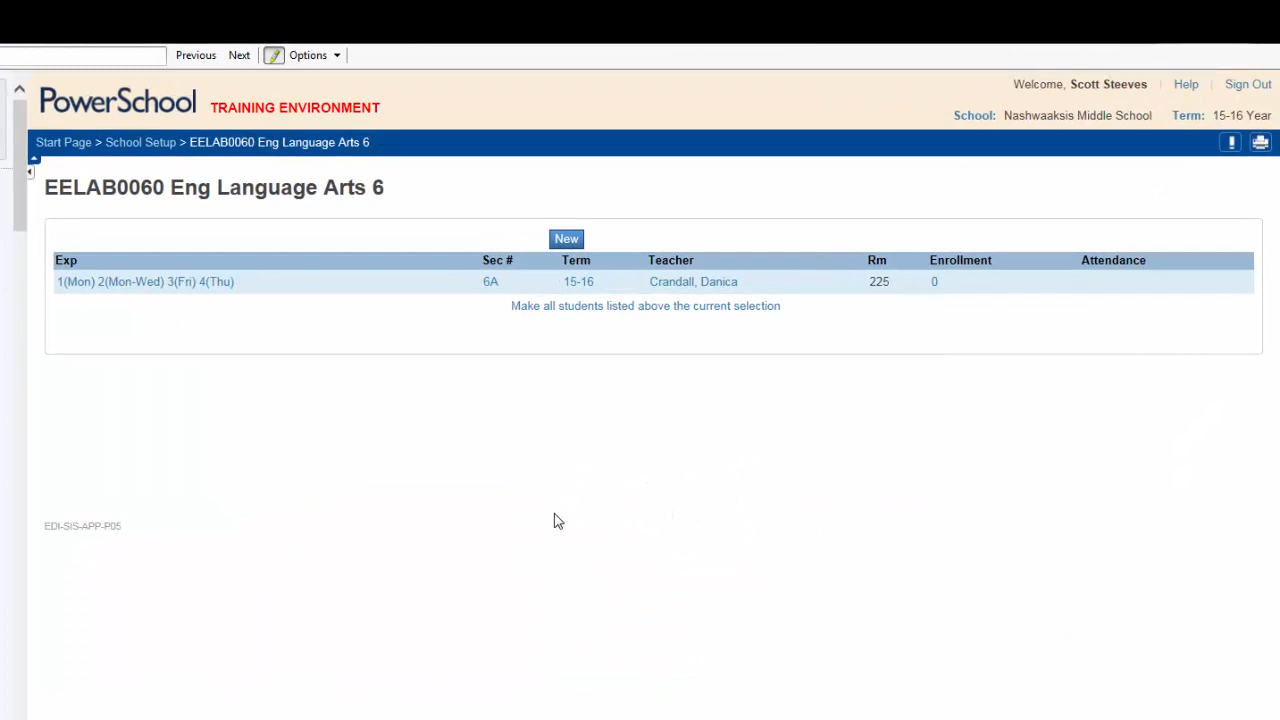 Previous Next Options
PowerSchool TRAINING ENVIRONMENT
Welcome, Scott Steeves Help Sign Out
School: Nashwaaksis Middle School Term: 15-16 Year
Start Page > School Setup > EELAB0060 Eng Language Arts 6
EELAB0060 Eng Language Arts 6
New
Exp Sec # Term Teacher Rm Enrollment Attendance
1(Mon) 2(Mon-Wed) 3(Fri) 4(Thu) 6A 15-16 Crandall, Danica 225 0
Make all students listed above the current selection
EDI-SIS-APP-P05